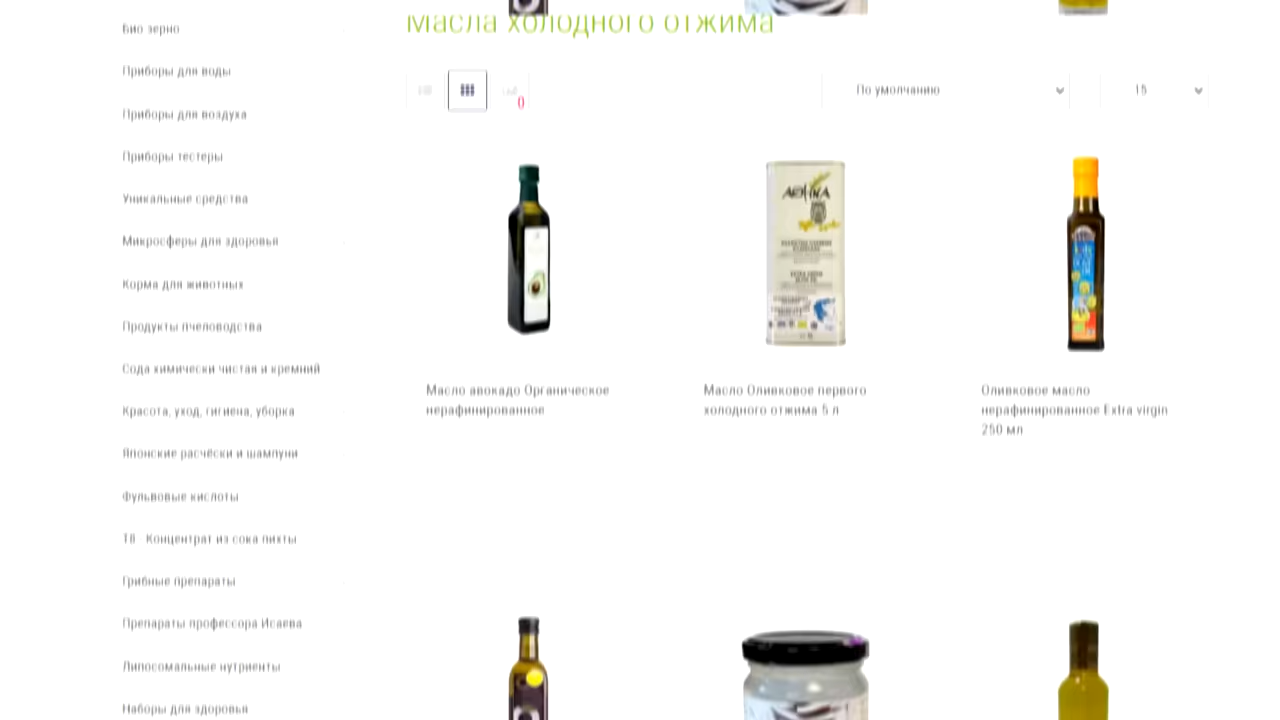 Масла холодного отжима
Био зерно
Приборы для воды
Приборы для воздуха
Приборы тестеры
Уникальные средства
Микросферы для здоровья
Корма для животных
Продукты пчеловодства
Сода химически чистая и кремний
Красота, уход, гигиена, уборка
Японские расчёски и шампуни
Фульвовые кислоты
Т8 Концентрат из сока пихты
Грибные препараты
Препараты профессора Исаева
Липосомальные нутриенты
Наборы для здоровья
0
По умолчанию
15
Масло авокадо Органическое
нерафинированное
Масло Оливковое первого
холодного отжима 5 л
Оливковое масло
нерафинированное Extra virgin
250 мл